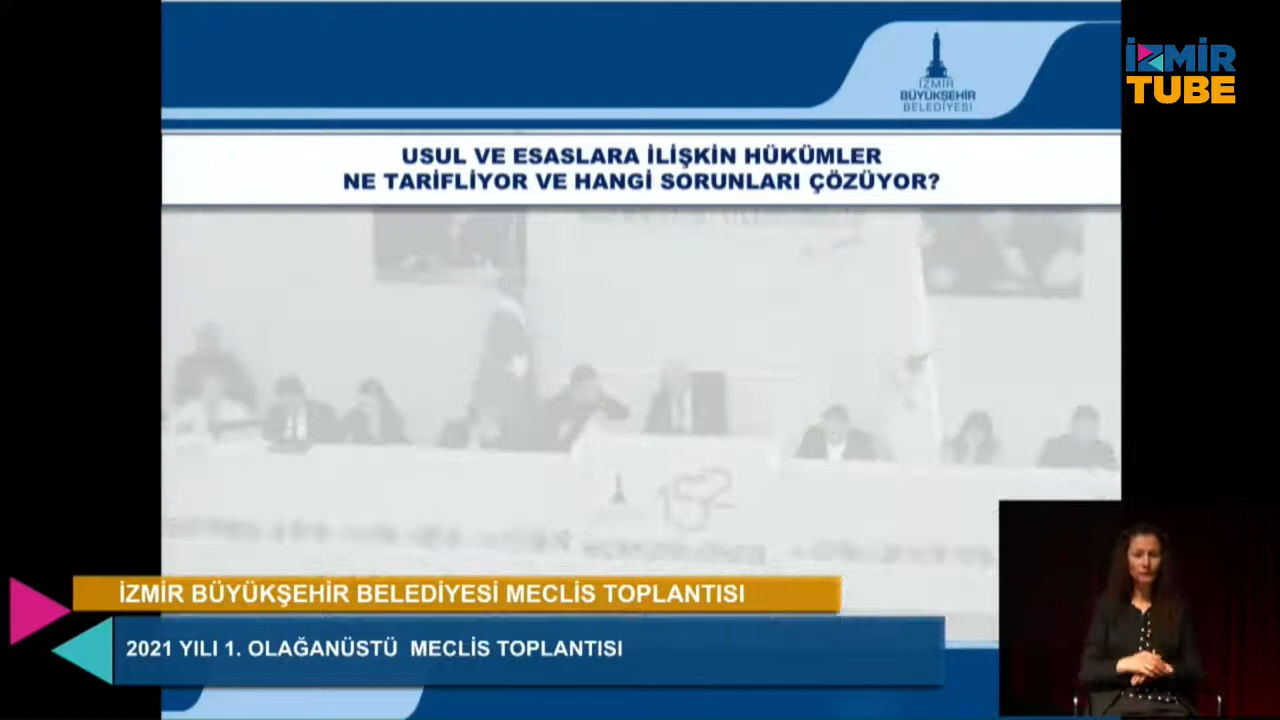 İZMİR
BÜYÜKŞEHİR
BELEDİYESİ
İZMİR
TUBE
USUL VE ESASLARA İLİŞKİN HÜKÜMLER
NE TARİFLİYOR VE HANGİ SORUNLARI ÇÖZÜYOR?
İZMİR BÜYÜKŞEHİR BELEDİYESİ MECLİS TOPLANTISI
2021 YILI 1. OLAĞANÜSTÜ MECLİS TOPLANTISI